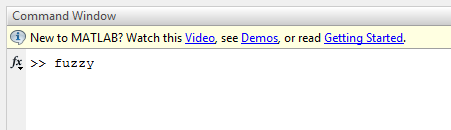 Command Window
New to MATLAB? Watch this Video, see Demos, or read Getting Started.
fx >> fuzzy